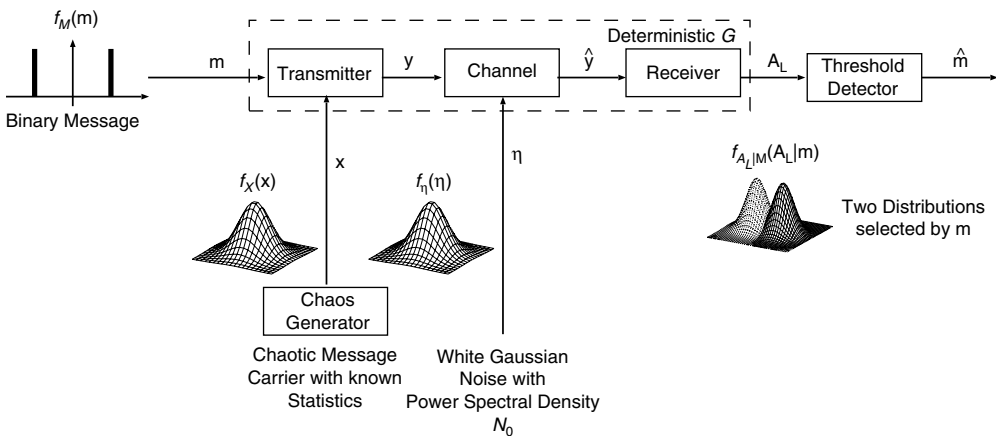 f_M(m)
Binary Message
m
Deterministic G
Transmitter
y
Channel
ŷ
Receiver
A_L
Threshold
Detector
m̂
x
η
f_X(x)
f_η(η)
f_{A_L|M}(A_L|m)
Two Distributions
selected by m
Chaos
Generator
Chaotic Message
Carrier with known
Statistics
White Gaussian
Noise with
Power Spectral Density
N_0